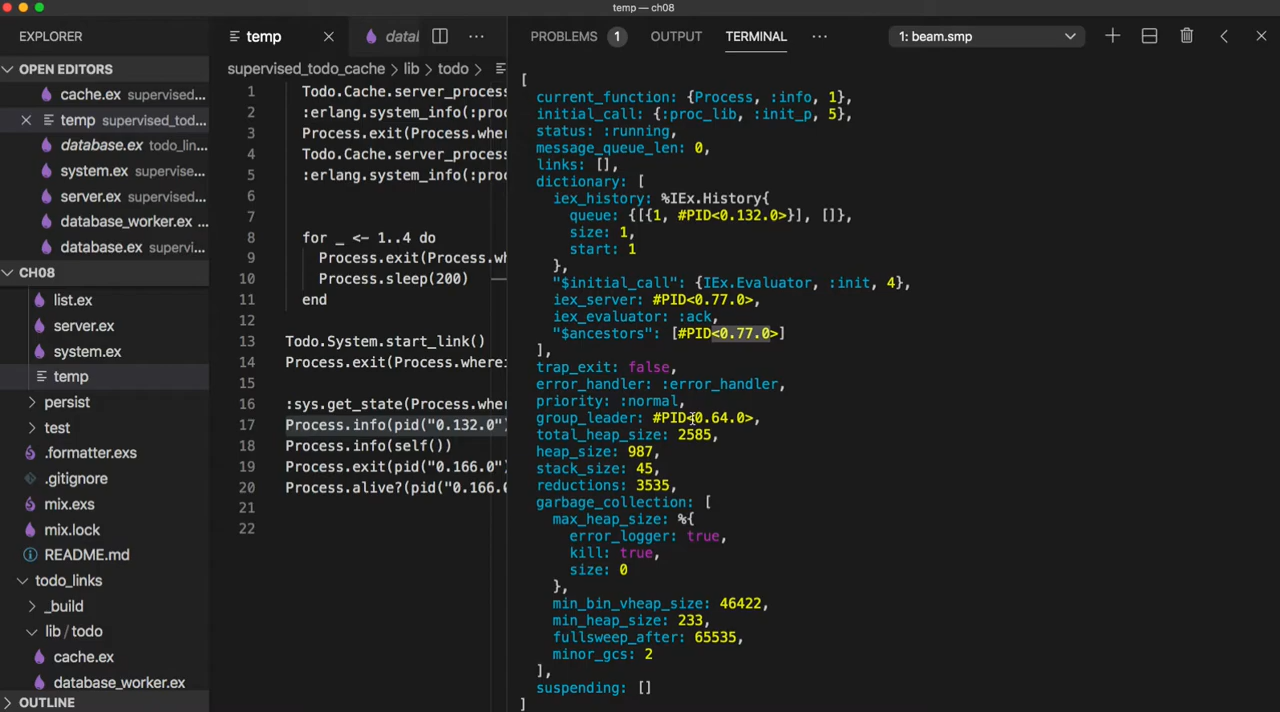 temp — ch08
EXPLORER
OPEN EDITORS
cache.ex supervised...
temp supervised_tod...
database.ex todo_lin...
system.ex supervised...
server.ex supervised...
database_worker.ex ...
database.ex supervi...
CH08
list.ex
server.ex
system.ex
temp
persist
test
.formatter.exs
.gitignore
mix.exs
mix.lock
README.md
todo_links
_build
lib / todo
cache.ex
database_worker.ex
OUTLINE
temp
datal
supervised_todo_cache > lib > todo >
1 Todo.Cache.server_proces
2 :erlang.system_info(:proc
3 Process.exit(Process.wher
4 Todo.Cache.server_proces
5 :erlang.system_info(:proc
6
7
8 for _ <- 1..4 do
9 Process.exit(Process.wh
10 Process.sleep(200)
11 end
12
13 Todo.System.start_link()
14 Process.exit(Process.wherei
15
16 :sys.get_state(Process.wher
17 Process.info(pid("0.132.0")
18 Process.info(self())
19 Process.exit(pid("0.166.0")
20 Process.alive?(pid("0.166.0
21
22
PROBLEMS 1 OUTPUT TERMINAL ... 1: beam.smp
[
current_function: {Process, :info, 1},
initial_call: {:proc_lib, :init_p, 5},
status: :running,
message_queue_len: 0,
links: [],
dictionary: [
iex_history: %IEx.History{
queue: {[{1, #PID<0.132.0>}], []},
size: 1,
start: 1
},
"$initial_call": {IEx.Evaluator, :init, 4},
iex_server: #PID<0.77.0>,
iex_evaluator: :ack,
"$ancestors": [#PID<0.77.0>]
],
trap_exit: false,
error_handler: :error_handler,
priority: :normal,
group_leader: #PID<0.64.0>,
total_heap_size: 2585,
heap_size: 987,
stack_size: 45,
reductions: 3535,
garbage_collection: [
max_heap_size: %{
error_logger: true,
kill: true,
size: 0
},
min_bin_vheap_size: 46422,
min_heap_size: 233,
fullsweep_after: 65535,
minor_gcs: 2
],
suspending: []
]